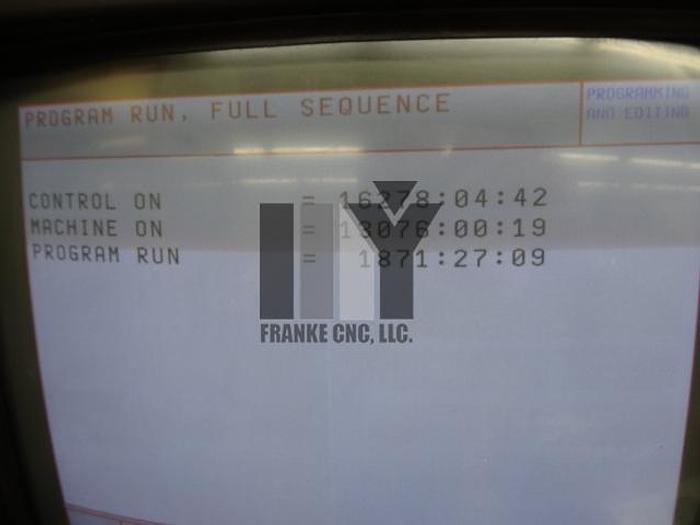 PROGRAM RUN, FULL SEQUENCE
PROGRAMMING
AND EDITING
CONTROL ON = 16278:04:42
MACHINE ON = 13076:00:19
PROGRAM RUN = 1871:27:09
FRANKE CNC, LLC.